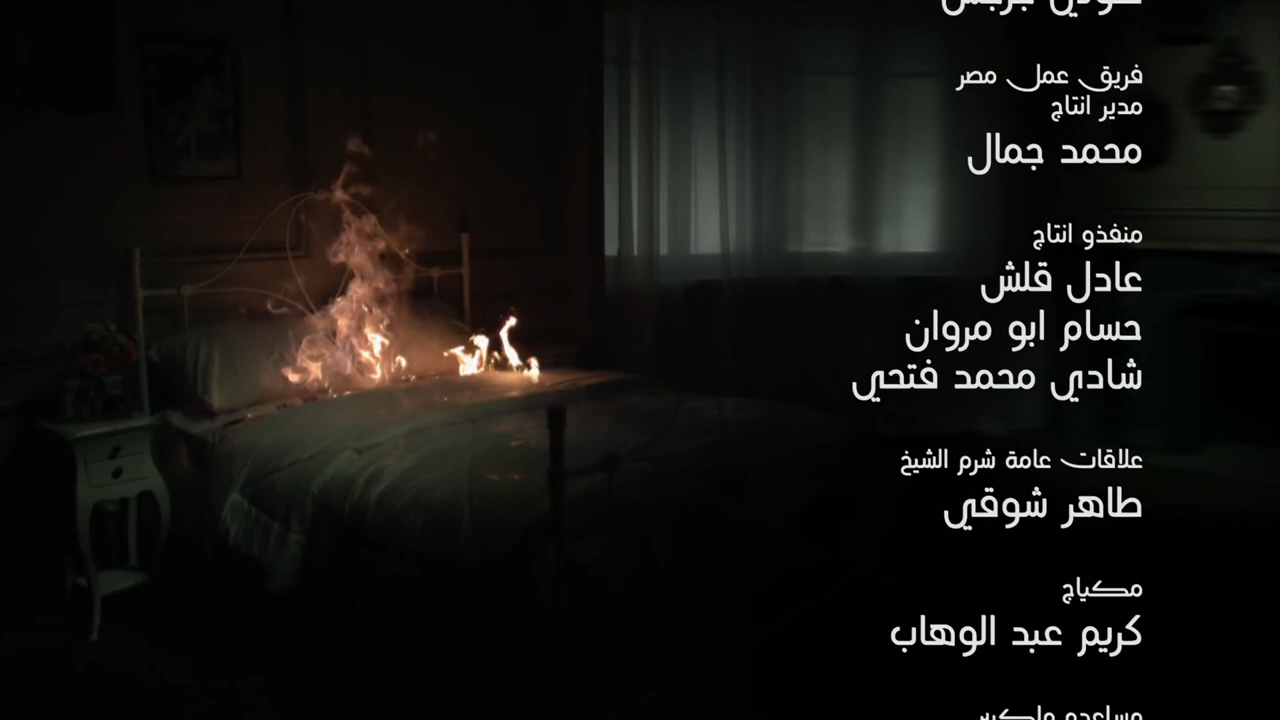 فريق عمل مصر
مدير انتاج
محمد جمال
منفذو انتاج
عادل قلش
حسام ابو مروان
شادي محمد فتحي
علاقات عامة شرم الشيخ
طاهر شوقي
مكياج
كريم عبد الوهاب